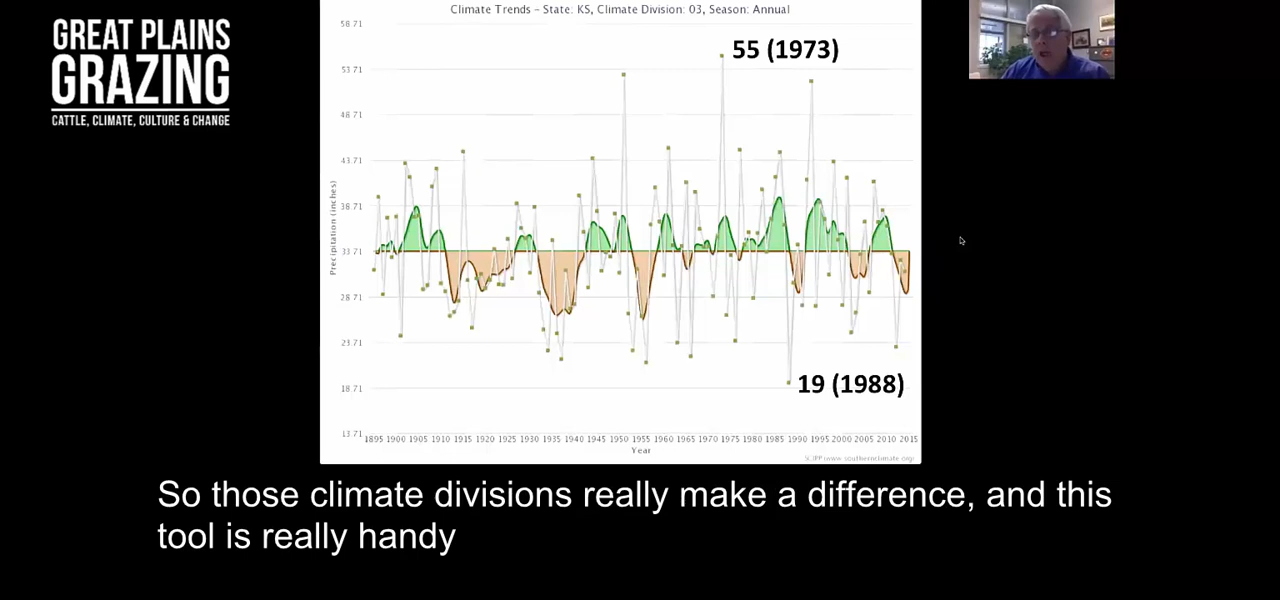 GREAT PLAINS
GRAZING
CATTLE, CLIMATE, CULTURE & CHANGE
Climate Trends - State: KS, Climate Division: 03, Season: Annual
58.71
53.71
48.71
43.71
38.71
33.71
28.71
23.71
18.71
13.71
Precipitation (inches)
55 (1973)
19 (1988)
1895 1900 1905 1910 1915 1920 1925 1930 1935 1940 1945 1950 1955 1960 1965 1970 1975 1980 1985 1990 1995 2000 2005 2010 2015
Year
SCIPP (www.southernclimate.org)
So those climate divisions really make a difference, and this
tool is really handy